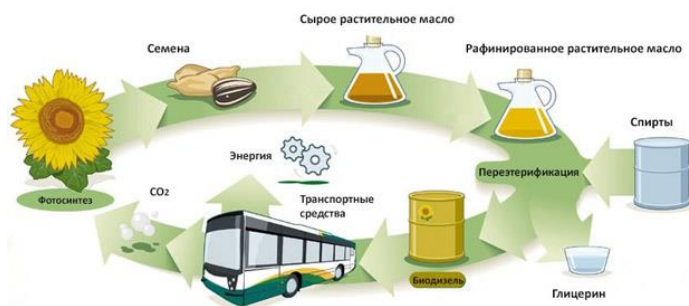 Сырое растительное масло
Семена
Рафинированное растительное масло
Спирты
Энергия
Переэтерификация
CO2
Транспортные
средства
Фотосинтез
Биодизель
Глицерин